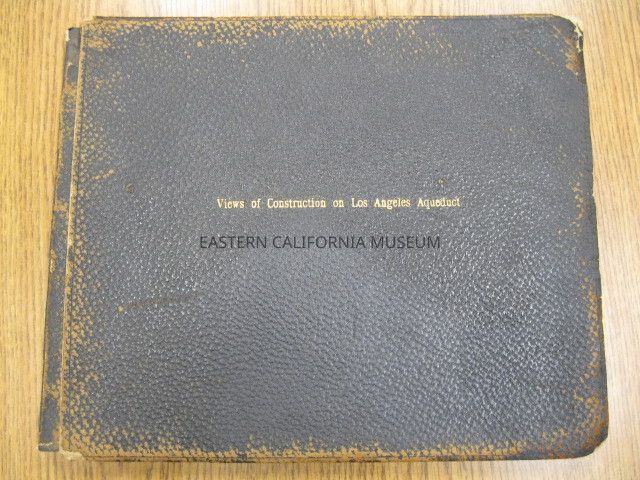 Views of Construction on Los Angeles Aqueduct
EASTERN CALIFORNIA MUSEUM